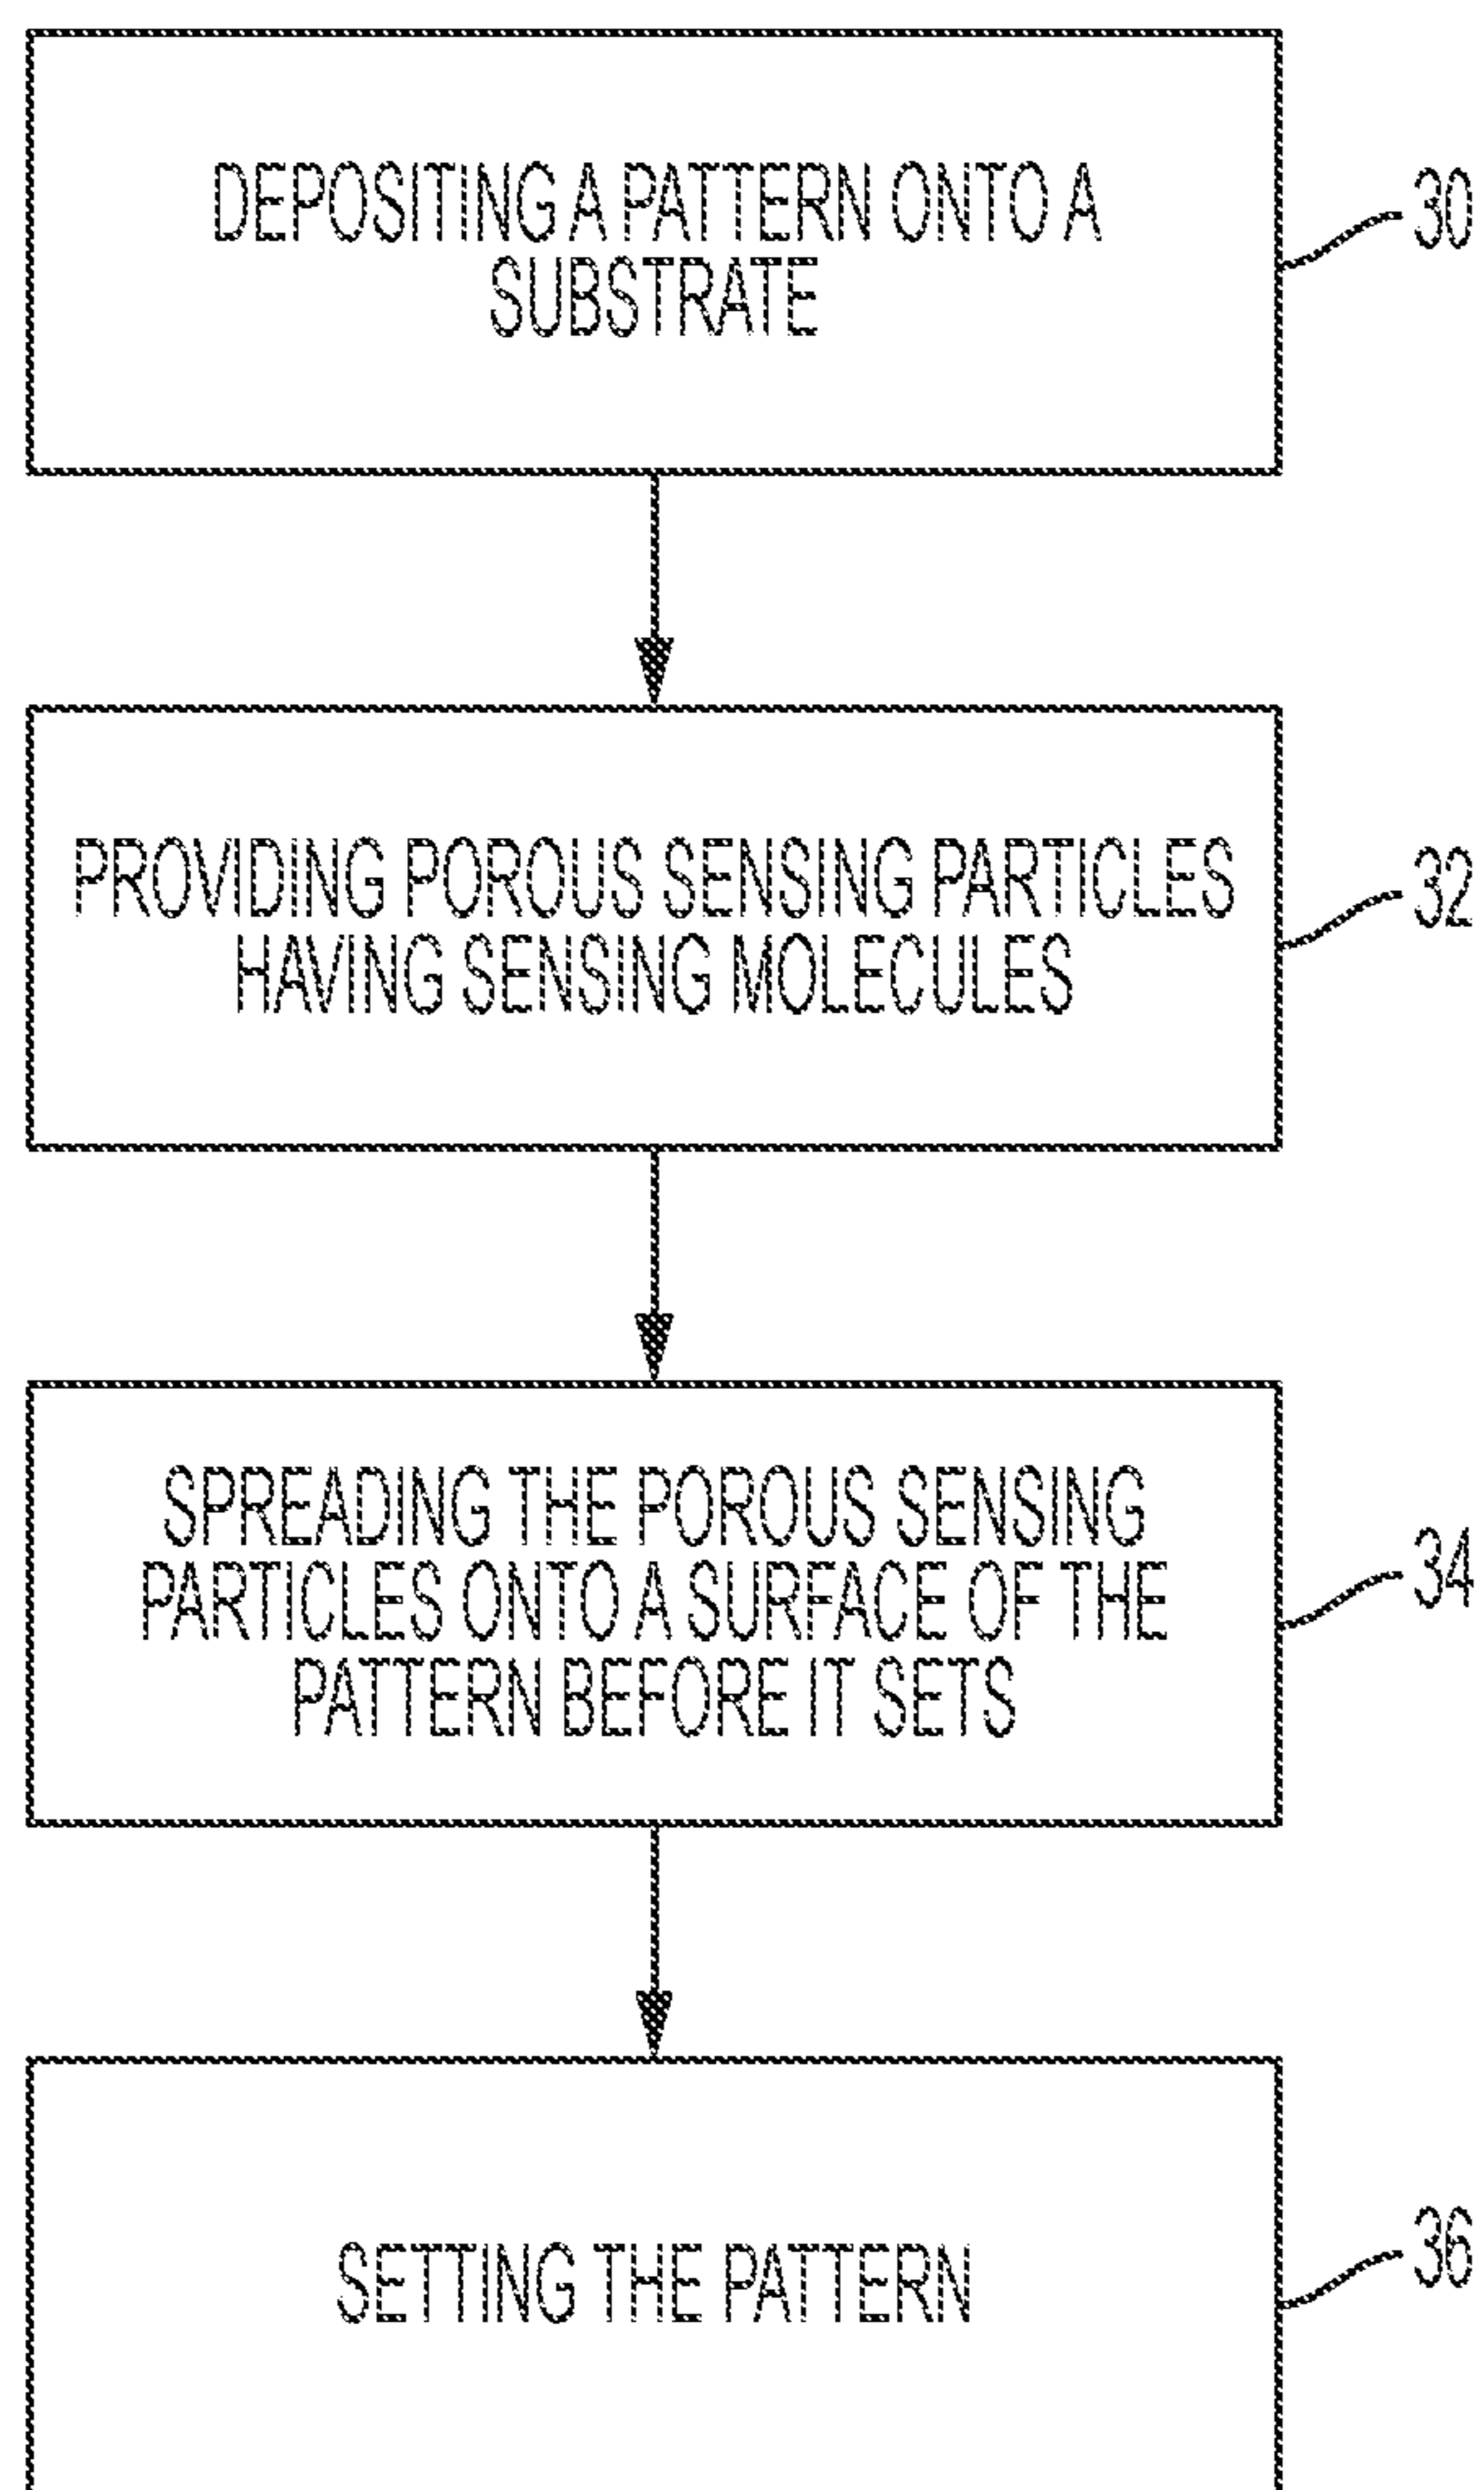 DEPOSITING A PATTERN ONTO A
SUBSTRATE
30
PROVIDING POROUS SENSING PARTICLES
HAVING SENSING MOLECULES
32
SPREADING THE POROUS SENSING
PARTICLES ONTO A SURFACE OF THE
PATTERN BEFORE IT SETS
34
SETTING THE PATTERN
36